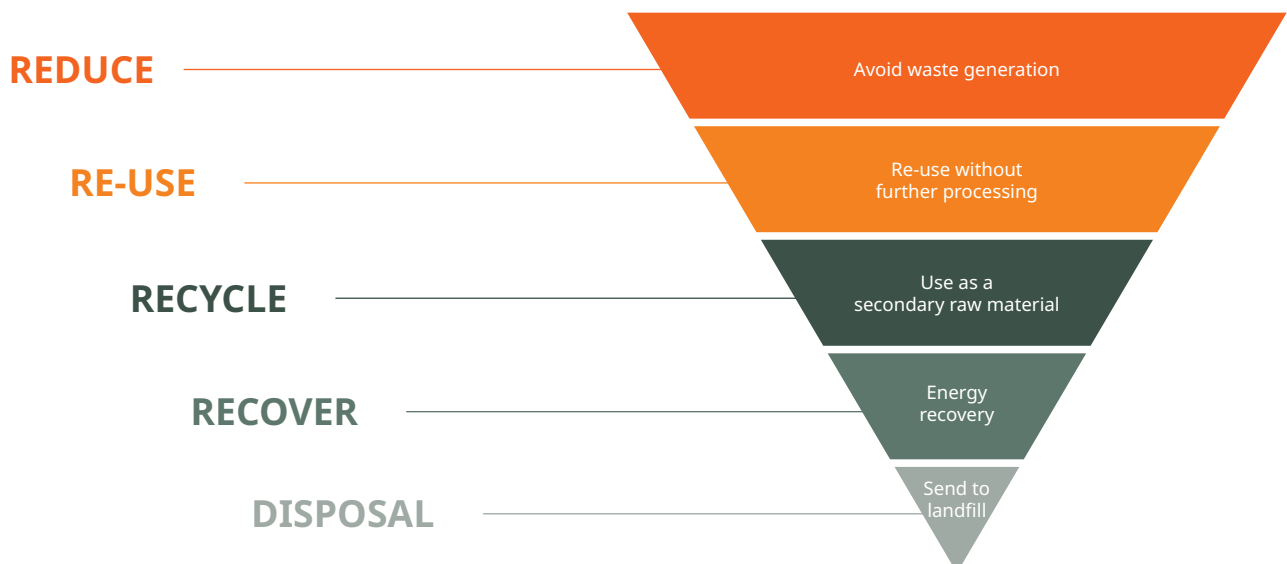 REDUCE
Avoid waste generation
RE-USE
Re-use without
further processing
RECYCLE
Use as a
secondary raw material
RECOVER
Energy
recovery
DISPOSAL
Send to
landfill